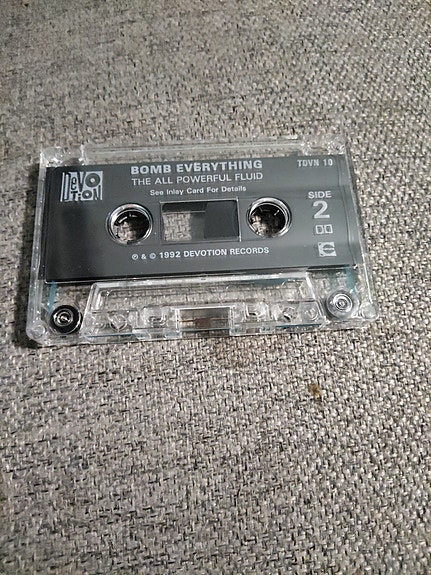 DEVOTION
BOMB EVERYTHING
TDVN 10
THE ALL POWERFUL FLUID
See Inlay Card For Details
SIDE
2
℗ & © 1992 DEVOTION RECORDS